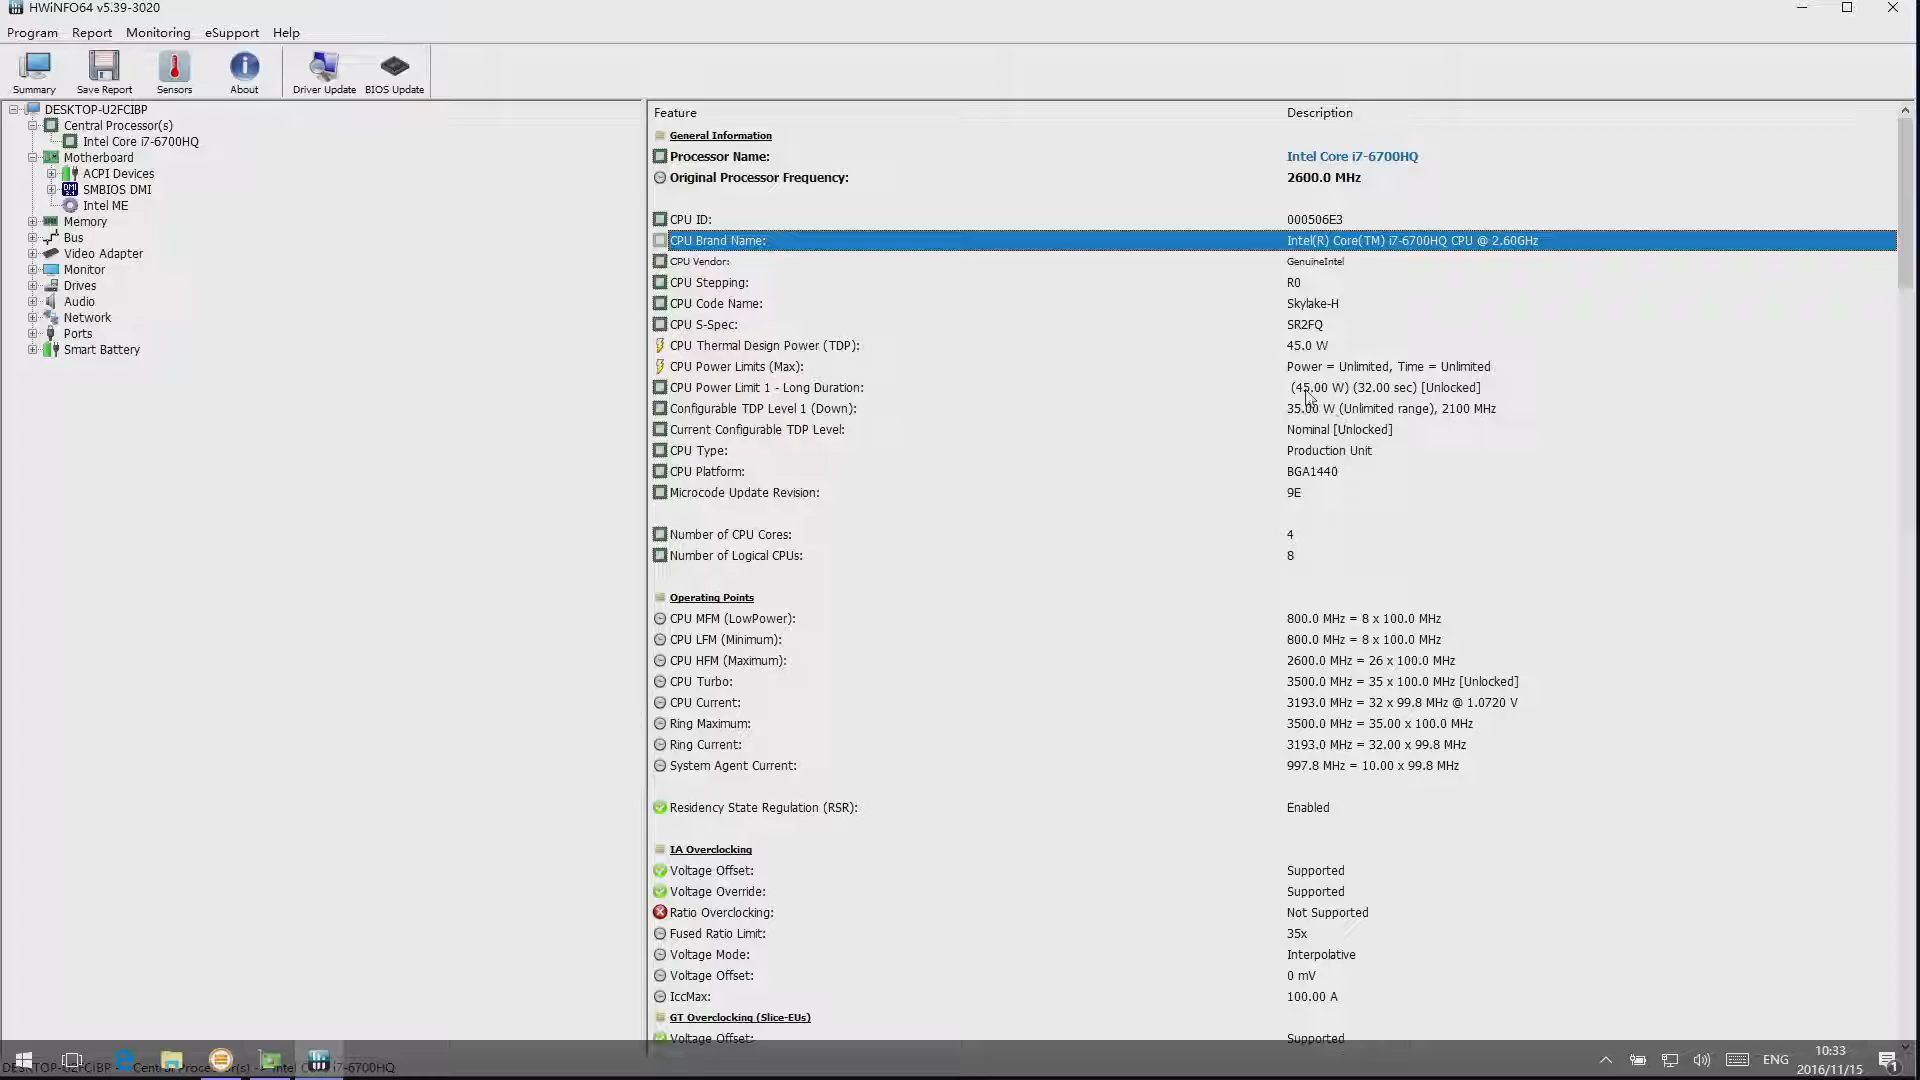 HWiNFO64 v5.39-3020
Program Report Monitoring eSupport Help
Summary Save Report Sensors About Driver Update BIOS Update
DESKTOP-U2FCIBP
Central Processor(s)
Intel Core i7-6700HQ
Motherboard
ACPI Devices
SMBIOS DMI
Intel ME
Memory
Bus
Video Adapter
Monitor
Drives
Audio
Network
Ports
Smart Battery
Feature Description
General Information
Processor Name: Intel Core i7-6700HQ
Original Processor Frequency: 2600.0 MHz
CPU ID: 000506E3
CPU Brand Name: Intel(R) Core(TM) i7-6700HQ CPU @ 2.60GHz
CPU Vendor: GenuineIntel
CPU Stepping: R0
CPU Code Name: Skylake-H
CPU S-Spec: SR2FQ
CPU Thermal Design Power (TDP): 45.0 W
CPU Power Limits (Max): Power = Unlimited, Time = Unlimited
CPU Power Limit 1 - Long Duration: (45.00 W) (32.00 sec) [Unlocked]
Configurable TDP Level 1 (Down): 35.00 W (Unlimited range), 2100 MHz
Current Configurable TDP Level: Nominal [Unlocked]
CPU Type: Production Unit
CPU Platform: BGA1440
Microcode Update Revision: 9E
Number of CPU Cores: 4
Number of Logical CPUs: 8
Operating Points
CPU MFM (LowPower): 800.0 MHz = 8 x 100.0 MHz
CPU LFM (Minimum): 800.0 MHz = 8 x 100.0 MHz
CPU HFM (Maximum): 2600.0 MHz = 26 x 100.0 MHz
CPU Turbo: 3500.0 MHz = 35 x 100.0 MHz [Unlocked]
CPU Current: 3193.0 MHz = 32 x 99.8 MHz @ 1.0720 V
Ring Maximum: 3500.0 MHz = 35.00 x 100.0 MHz
Ring Current: 3193.0 MHz = 32.00 x 99.8 MHz
System Agent Current: 997.8 MHz = 10.00 x 99.8 MHz
Residency State Regulation (RSR): Enabled
IA Overclocking
Voltage Offset: Supported
Voltage Override: Supported
Ratio Overclocking: Not Supported
Fused Ratio Limit: 35x
Voltage Mode: Interpolative
Voltage Offset: 0 mV
IccMax: 100.00 A
GT Overclocking (Slice-EUs)
Voltage Offset: Supported
ENG 10:33
2016/11/15